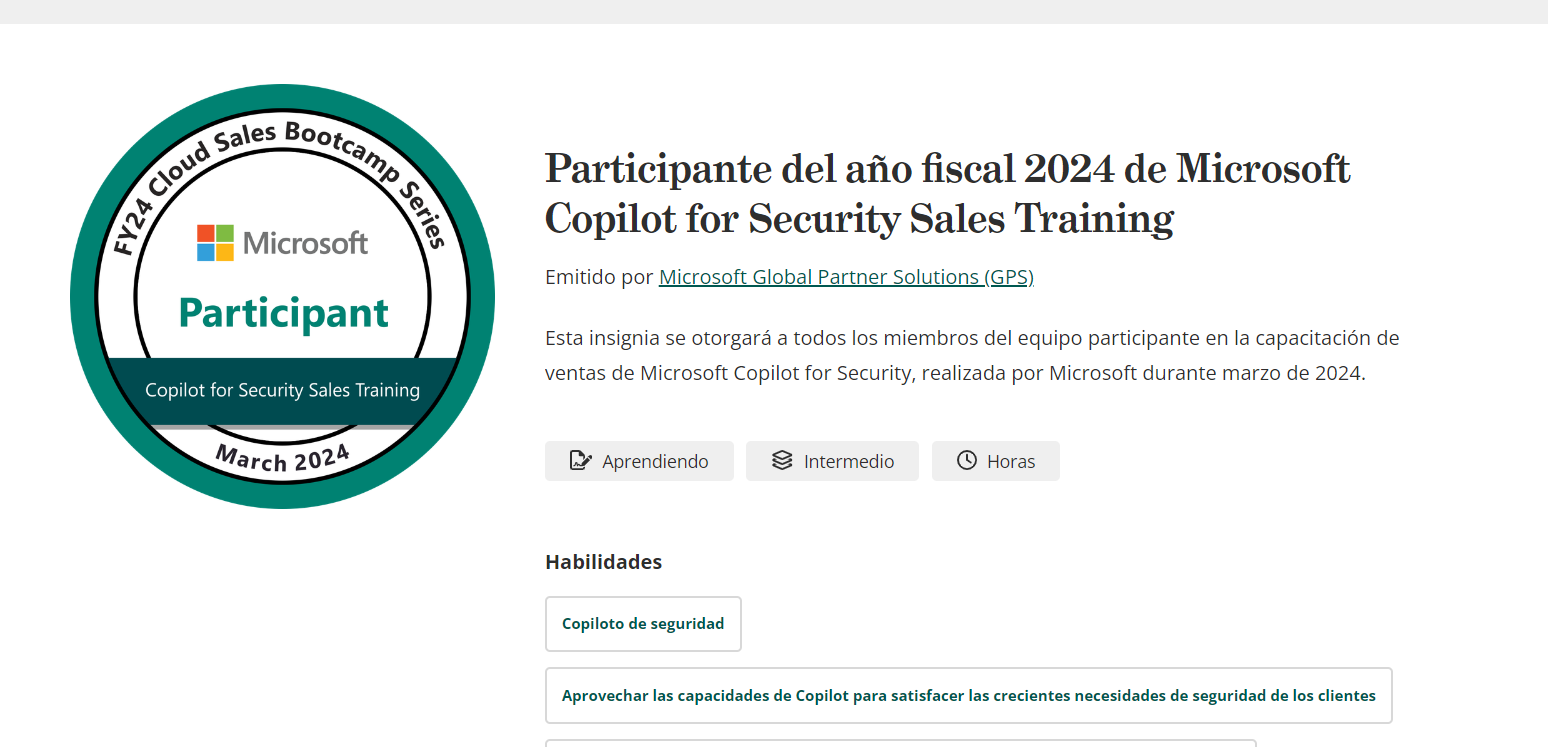 FY24 Cloud Sales Bootcamp Series
Microsoft
Participant
Copilot for Security Sales Training
March 2024
Participante del año fiscal 2024 de Microsoft
Copilot for Security Sales Training
Emitido por Microsoft Global Partner Solutions (GPS)
Esta insignia se otorgará a todos los miembros del equipo participante en la capacitación de
ventas de Microsoft Copilot for Security, realizada por Microsoft durante marzo de 2024.
Aprendiendo Intermedio Horas
Habilidades
Copiloto de seguridad
Aprovechar las capacidades de Copilot para satisfacer las crecientes necesidades de seguridad de los clientes